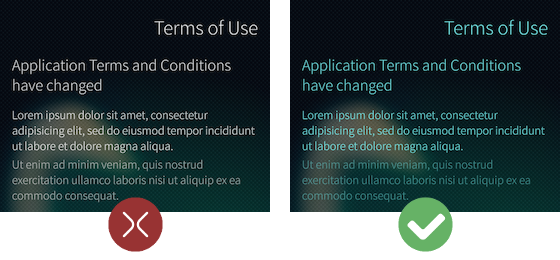 Terms of Use
Application Terms and Conditions
have changed
Lorem ipsum dolor sit amet, consectetur
adipisicing elit, sed do eiusmod tempor incididunt
ut labore et dolore magna aliqua.
Ut enim ad minim veniam, quis nostrud
exercitation ullamco laboris nisi ut aliquip ex ea
commodo consequat.
Terms of Use
Application Terms and Conditions
have changed
Lorem ipsum dolor sit amet, consectetur
adipisicing elit, sed do eiusmod tempor incididunt
ut labore et dolore magna aliqua.
Ut enim ad minim veniam, quis nostrud
exercitation ullamco laboris nisi ut aliquip ex ea
commodo consequat.